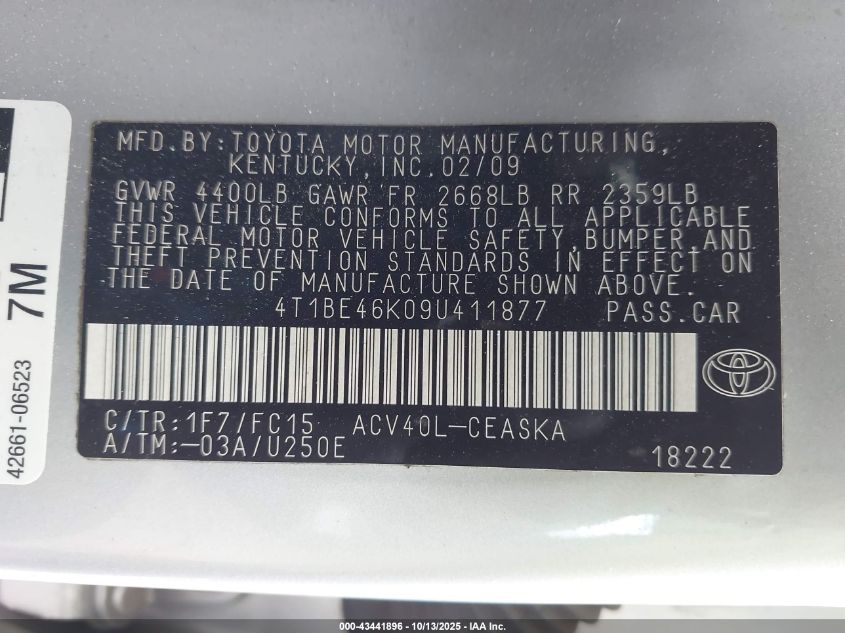 MFD.BY:TOYOTA MOTOR MANUFACTURING,
KENTUCKY,INC.02/09
GVWR 4400LB GAWR FR 2668LB RR 2359LB
THIS VEHICLE CONFORMS TO ALL APPLICABLE
FEDERAL MOTOR VEHICLE SAFETY,BUMPER,AND
THEFT PREVENTION STANDARDS IN EFFECT ON
THE DATE OF MANUFACTURE SHOWN ABOVE.
4T1BE46K09U411877 PASS.CAR
C/TR:1F7/FC15 ACV40L-CEASKA
A/TM:-03A/U250E 18222
7M
42661-06523
000-43441896 - 10/13/2025 - IAA Inc.